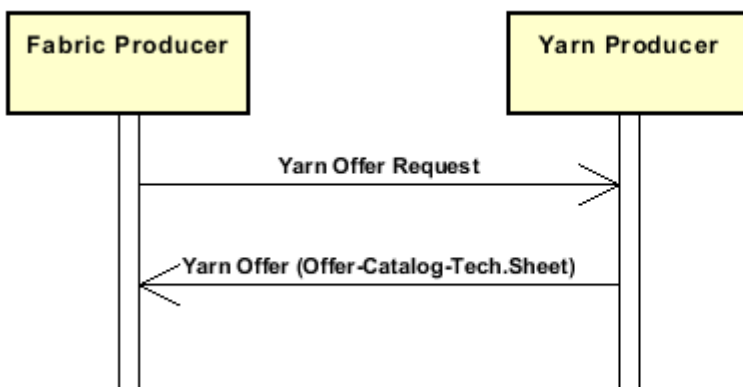 Fabric Producer
Yarn Producer
Yarn Offer Request
Yarn Offer (Offer-Catalog-Tech.Sheet)